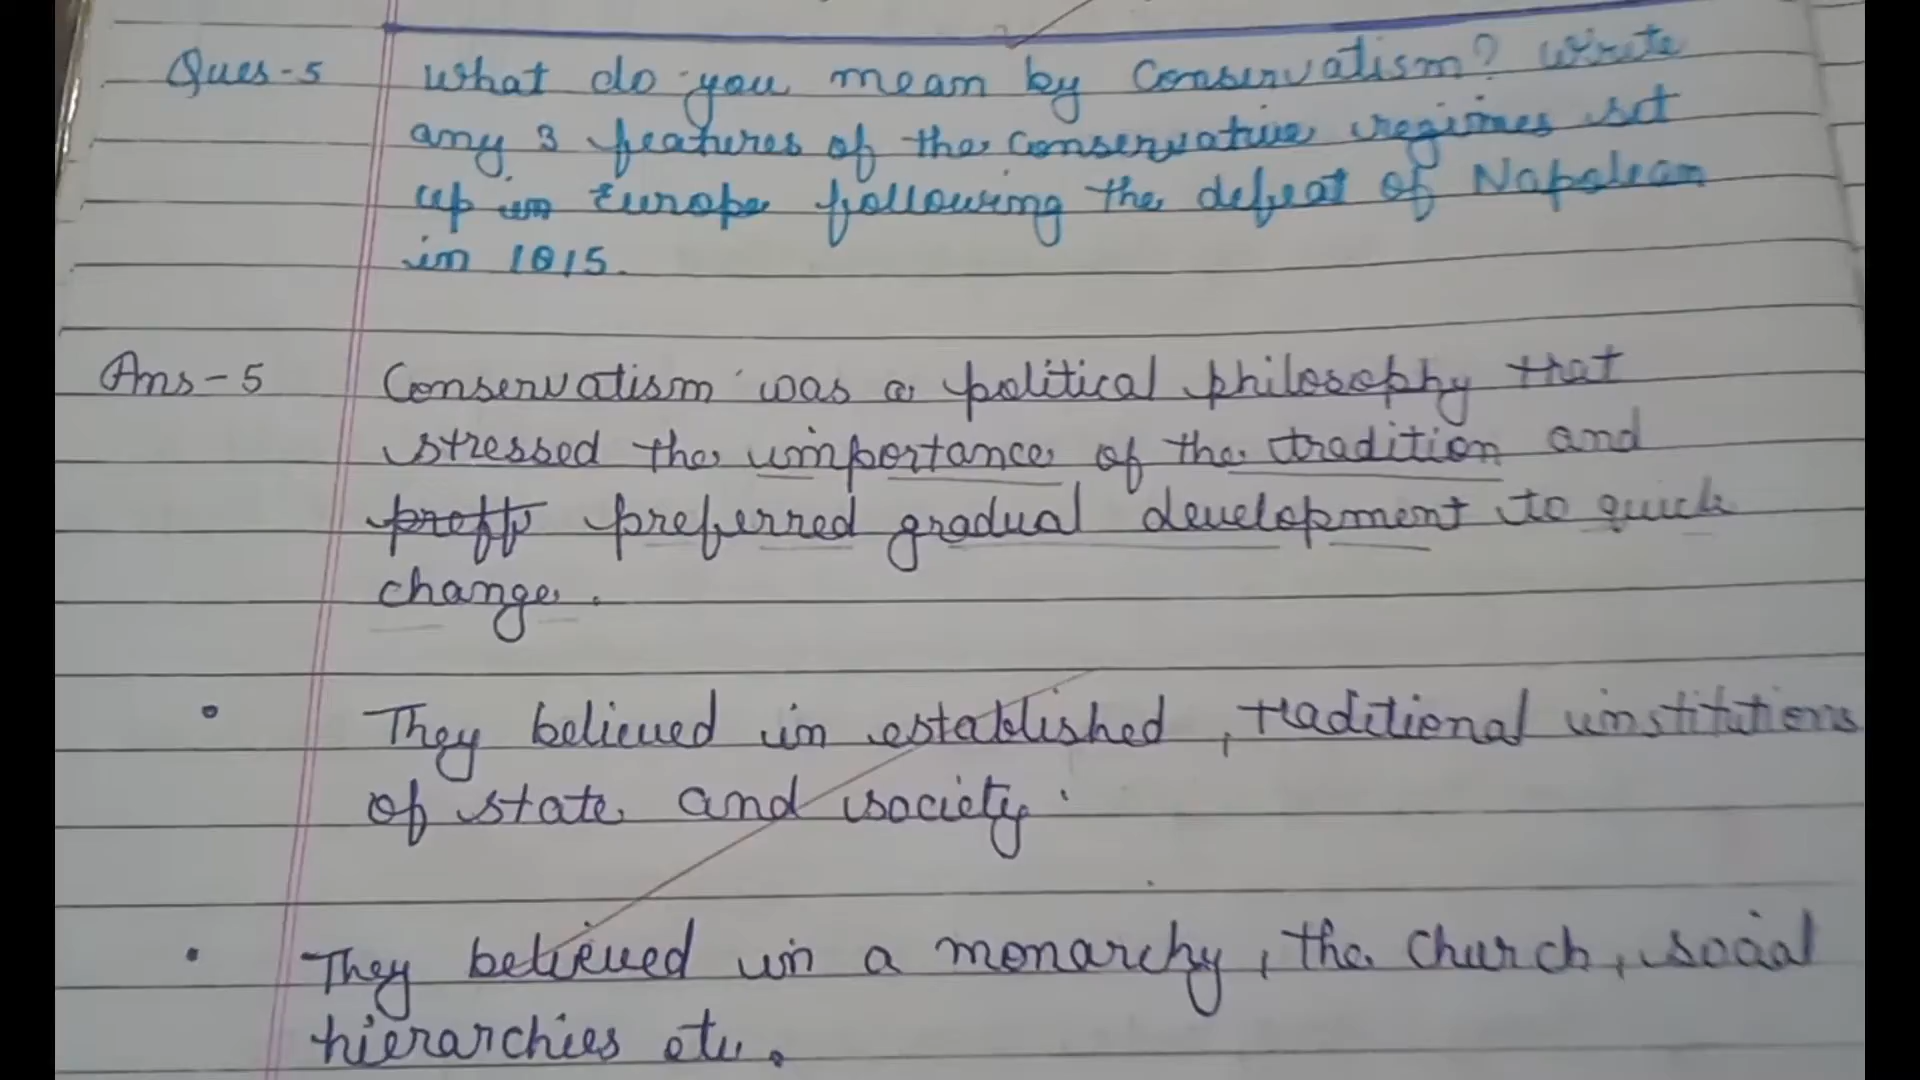 Ques-5 What do you mean by Conservatism? Write
any 3 features of the conservative regimes set
up in Europe following the defeat of Napolean
in 1815.
Ans-5 Conservatism was a political philosophy that
stressed the importance of the tradition and
preff preferred gradual development to quick
change.
• They believed in established, traditional institutions
of state and society.
• They believed in a monarchy, the church, social
hierarchies etc.